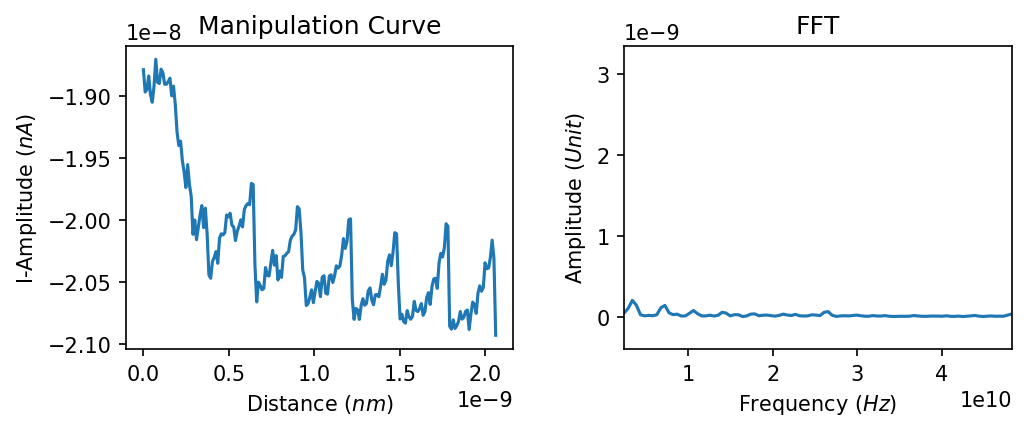 Manipulation Curve
1e−8
I-Amplitude (nA)
−1.90
−1.95
−2.00
−2.05
−2.10
0.0 0.5 1.0 1.5 2.0
1e−9
Distance (nm)
FFT
1e−9
Amplitude (Unit)
3
2
1
0
1 2 3 4
1e10
Frequency (Hz)